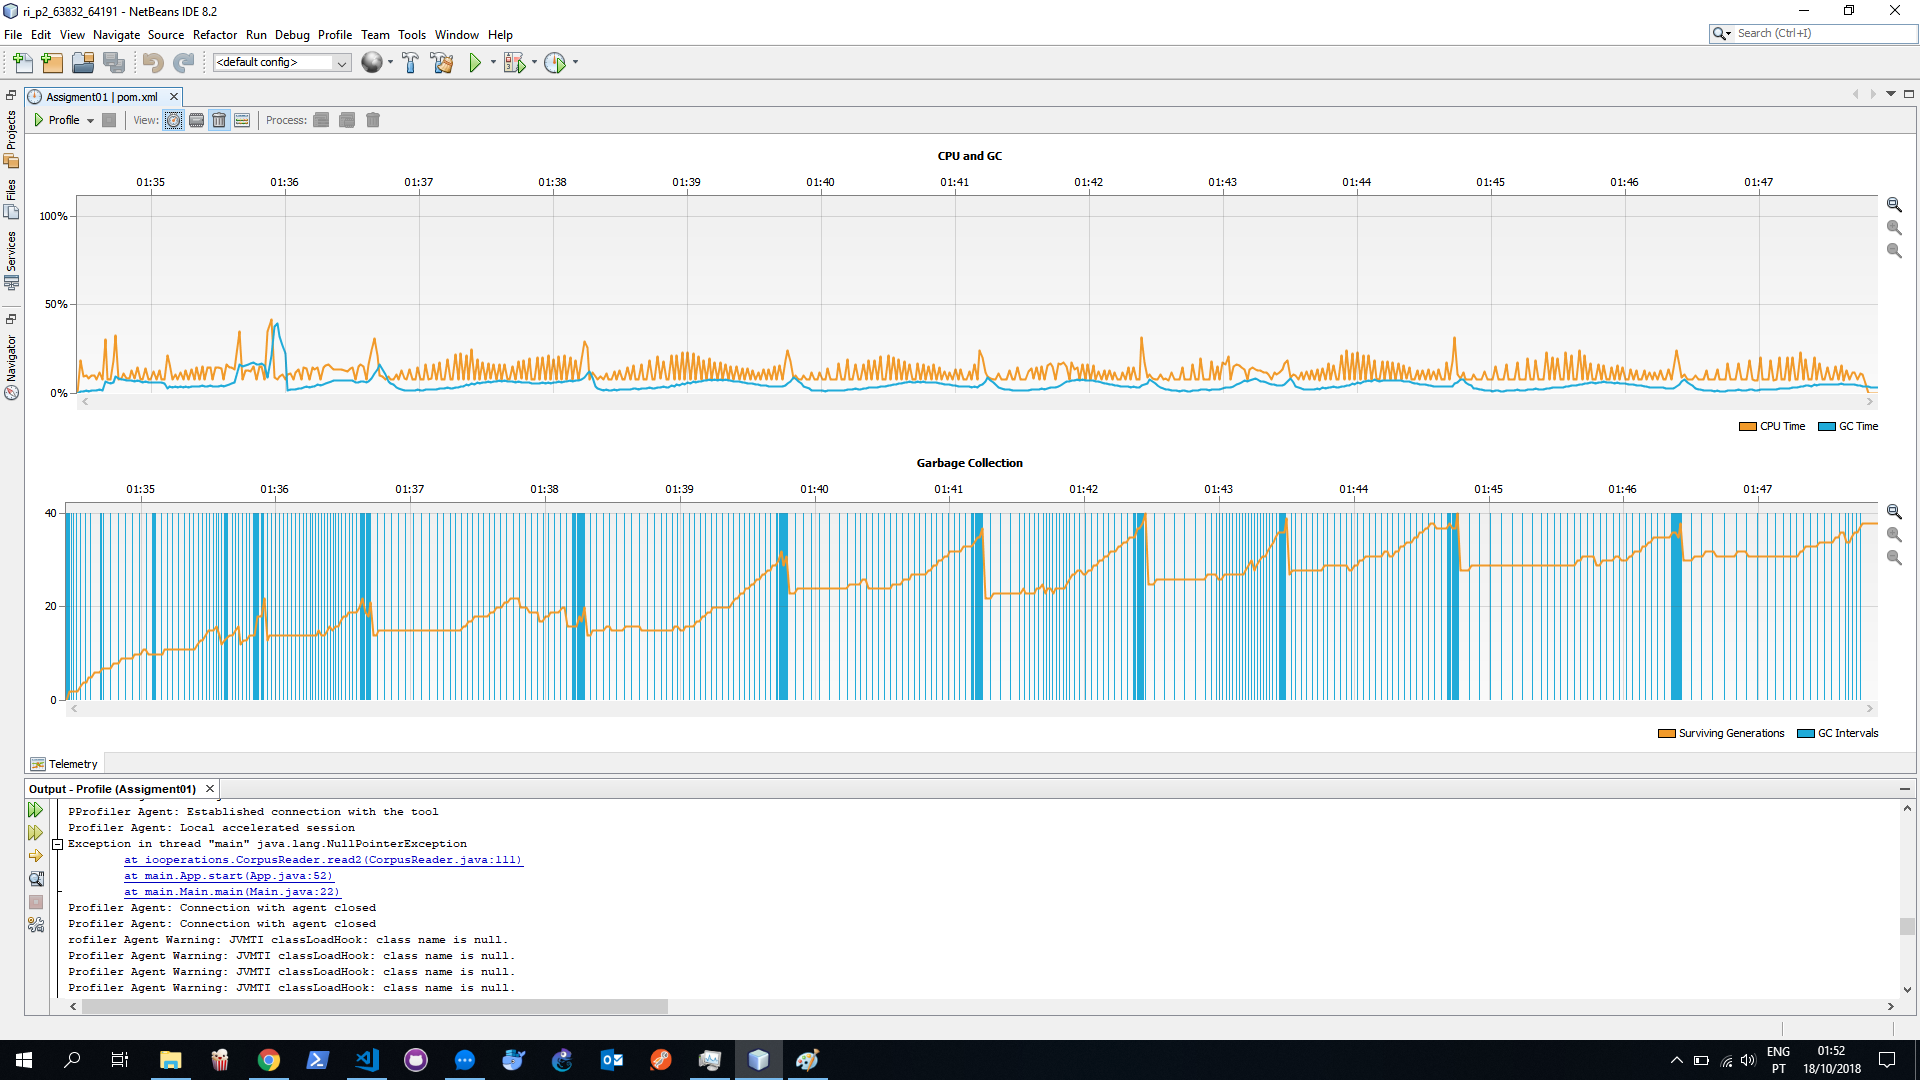 ri_p2_63832_64191 - NetBeans IDE 8.2
File Edit View Navigate Source Refactor Run Debug Profile Team Tools Window Help
Search (Ctrl+I)
<default config>
Assigment01 | pom.xml
Profile View: Process:
Projects
Files
Services
Navigator
CPU and GC
01:35 01:36 01:37 01:38 01:39 01:40 01:41 01:42 01:43 01:44 01:45 01:46 01:47
100%
50%
0%
CPU Time GC Time
Garbage Collection
01:35 01:36 01:37 01:38 01:39 01:40 01:41 01:42 01:43 01:44 01:45 01:46 01:47
40
20
0
Surviving Generations GC Intervals
Telemetry
Output - Profile (Assigment01)
PProfiler Agent: Established connection with the tool
Profiler Agent: Local accelerated session
Exception in thread "main" java.lang.NullPointerException
at iooperations.CorpusReader.read2(CorpusReader.java:111)
at main.App.start(App.java:52)
at main.Main.main(Main.java:22)
Profiler Agent: Connection with agent closed
Profiler Agent: Connection with agent closed
rofiler Agent Warning: JVMTI classLoadHook: class name is null.
Profiler Agent Warning: JVMTI classLoadHook: class name is null.
Profiler Agent Warning: JVMTI classLoadHook: class name is null.
Profiler Agent Warning: JVMTI classLoadHook: class name is null.
ENG
PT
01:52
18/10/2018